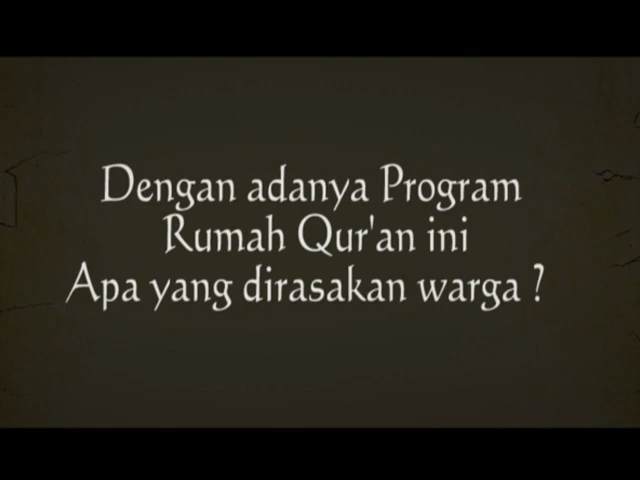 Dengan adanya Program
Rumah Qur'an ini
Apa yang dirasakan warga ?